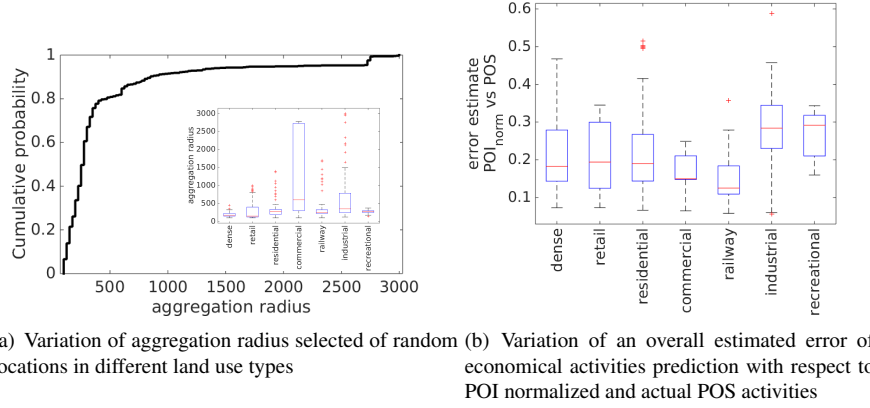 Cumulative probability
1
0.8
0.6
0.4
0.2
0
500
1000
1500
2000
2500
3000
aggregation radius
aggregation radius
3000
2500
2000
1500
1000
500
0
dense
retail
residential
commercial
railway
industrial
recreational
error estimate
POI_norm vs POS
0.6
0.5
0.4
0.3
0.2
0.1
dense
retail
residential
commercial
railway
industrial
recreational
a) Variation of aggregation radius selected of random
ocations in different land use types
(b) Variation of an overall estimated error of
economical activities prediction with respect to
POI normalized and actual POS activities